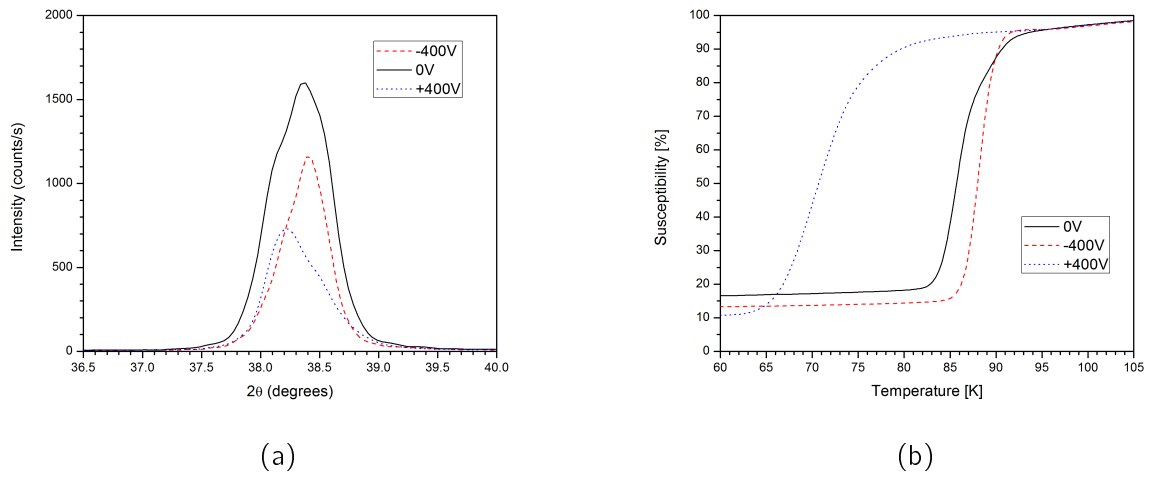 2000
1500
1000
500
0
Intensity (counts/s)
36.5 37.0 37.5 38.0 38.5 39.0 39.5 40.0
2θ (degrees)
-400V
0V
+400V
(a)
100
90
80
70
60
50
40
30
20
10
0
Susceptibility [%]
60 65 70 75 80 85 90 95 100 105
Temperature [K]
0V
-400V
+400V
(b)